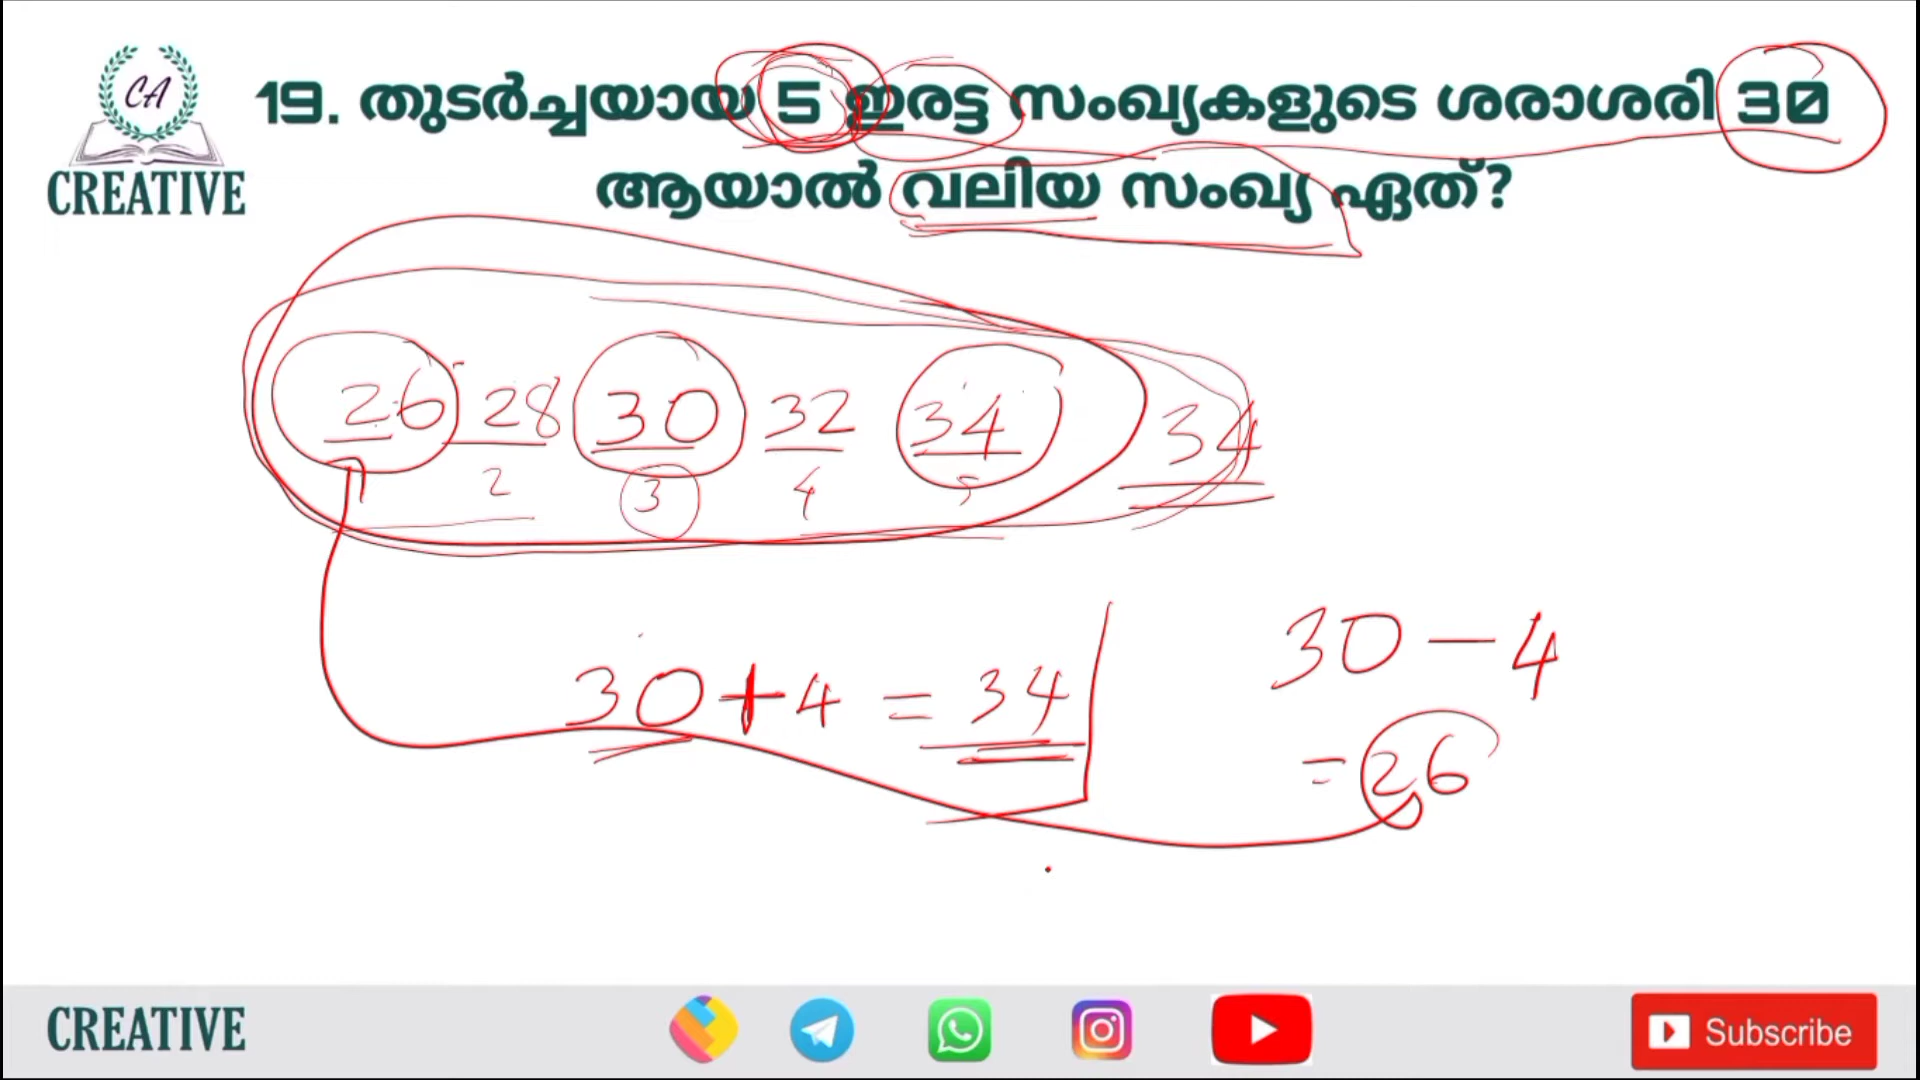 CA
CREATIVE
19. തുടർച്ചയായ 5 ഇരട്ട സംഖ്യകളുടെ ശരാശരി 30
ആയാൽ വലിയ സംഖ്യ ഏത്?
26 28 30 32 34 34
2 3 4 5
30 - 4
30 + 4 = 34
= 26
CREATIVE
Subscribe